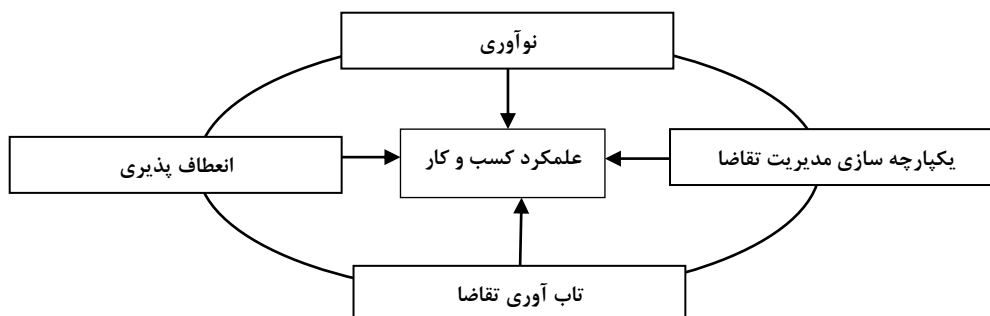 نوآوری
یکپارچه سازی مدیریت تقاضا
علمکرد کسب و کار
انعطاف پذیری
تاب آوری تقاضا